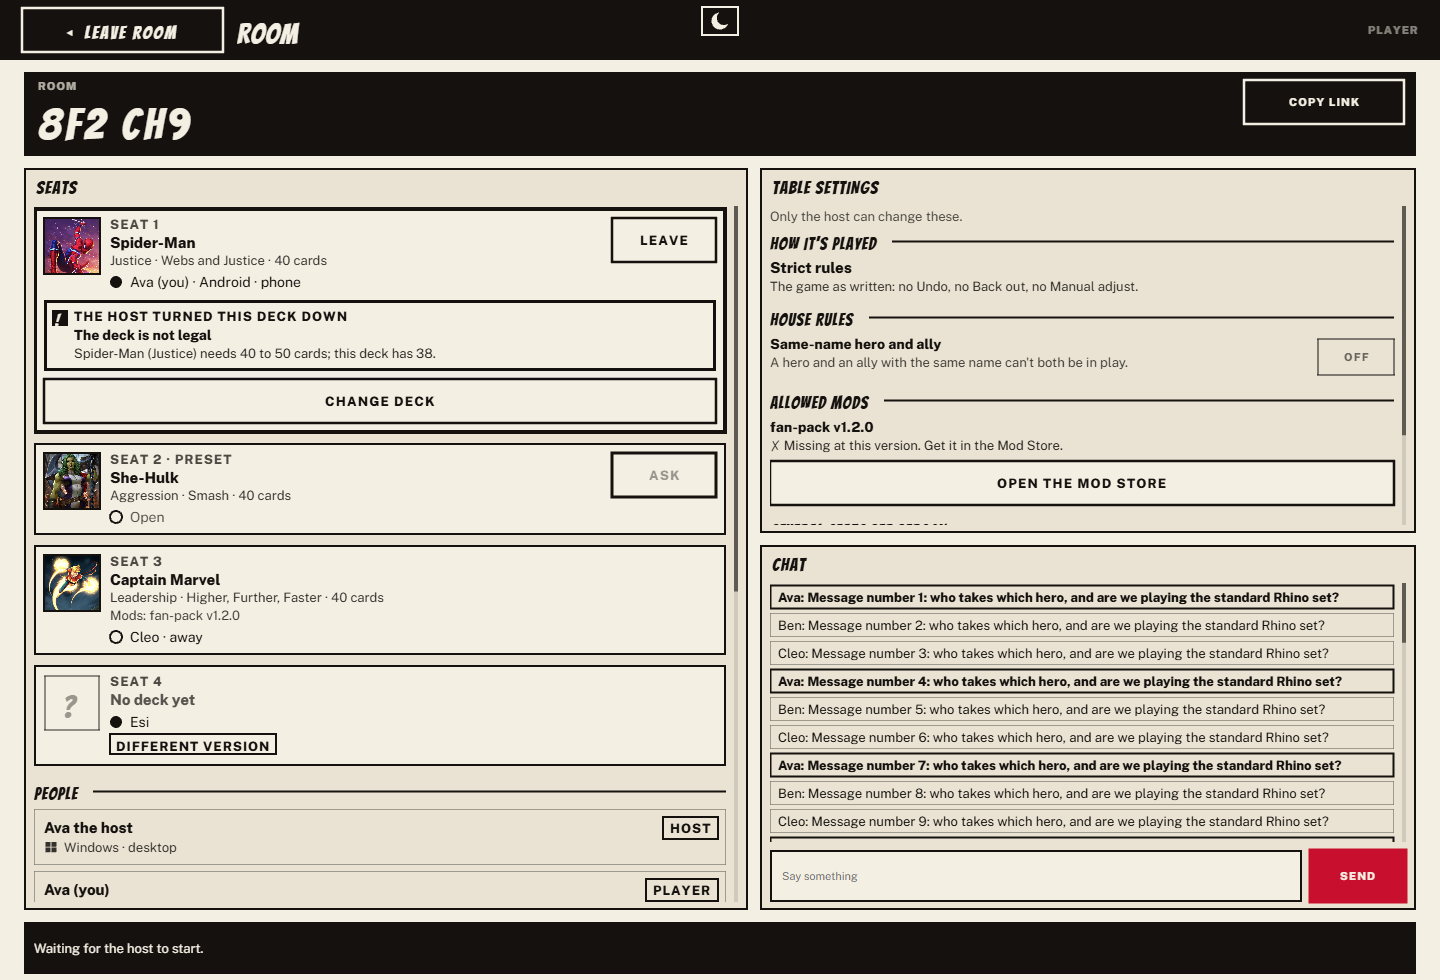 ◂ LEAVE ROOM
ROOM
PLAYER
ROOM
8F2 CH9
COPY LINK
SEATS
SEAT 1
Spider-Man
Justice · Webs and Justice · 40 cards
Ava (you) · Android · phone
LEAVE
! THE HOST TURNED THIS DECK DOWN
The deck is not legal
Spider-Man (Justice) needs 40 to 50 cards; this deck has 38.
CHANGE DECK
SEAT 2 · PRESET
She-Hulk
Aggression · Smash · 40 cards
Open
ASK
SEAT 3
Captain Marvel
Leadership · Higher, Further, Faster · 40 cards
Mods: fan-pack v1.2.0
Cleo · away
?
SEAT 4
No deck yet
Esi
DIFFERENT VERSION
PEOPLE
Ava the host
HOST
Windows · desktop
Ava (you)
PLAYER
TABLE SETTINGS
Only the host can change these.
HOW IT'S PLAYED
Strict rules
The game as written: no Undo, no Back out, no Manual adjust.
HOUSE RULES
Same-name hero and ally
A hero and an ally with the same name can't both be in play.
OFF
ALLOWED MODS
fan-pack v1.2.0
✗ Missing at this version. Get it in the Mod Store.
OPEN THE MOD STORE
CHAT
Ava: Message number 1: who takes which hero, and are we playing the standard Rhino set?
Ben: Message number 2: who takes which hero, and are we playing the standard Rhino set?
Cleo: Message number 3: who takes which hero, and are we playing the standard Rhino set?
Ava: Message number 4: who takes which hero, and are we playing the standard Rhino set?
Ben: Message number 5: who takes which hero, and are we playing the standard Rhino set?
Cleo: Message number 6: who takes which hero, and are we playing the standard Rhino set?
Ava: Message number 7: who takes which hero, and are we playing the standard Rhino set?
Ben: Message number 8: who takes which hero, and are we playing the standard Rhino set?
Cleo: Message number 9: who takes which hero, and are we playing the standard Rhino set?
Say something
SEND
Waiting for the host to start.